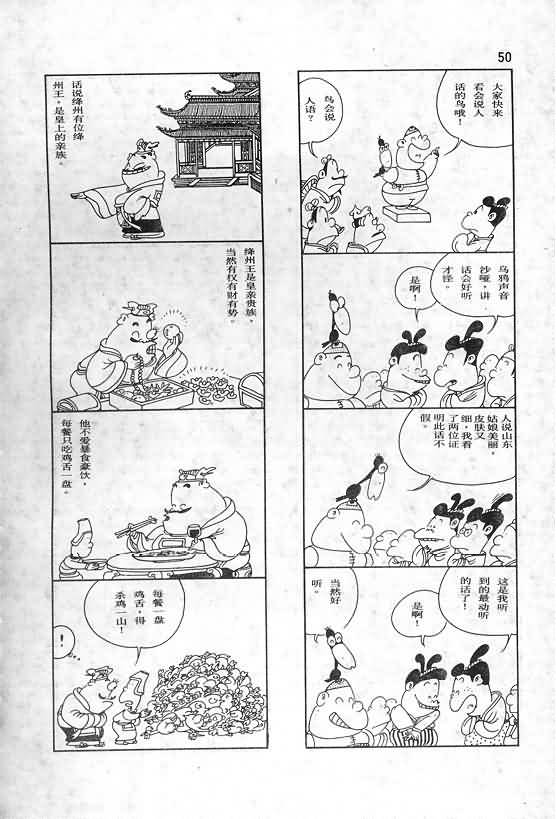 50
大家快来
看会说人
话的鸟哦！
鸟会说
人语？
乌鸦声音
沙哑，讲
话会好听
才怪。
是啊！
人说山东
姑娘美丽，
皮肤又
细，我看
了两位证
明此话不
假。
这是我听
到的最动听
的话了！
是啊！
当然好
听。
话说绛州有位绛
州王，是皇上的亲族。
绛州王是皇亲贵族，
当然有权有财有势。
他不爱暴食豪饮，
每餐只吃鸡舌一盘。
每餐一盘
鸡舌，得
杀鸡一山！
！